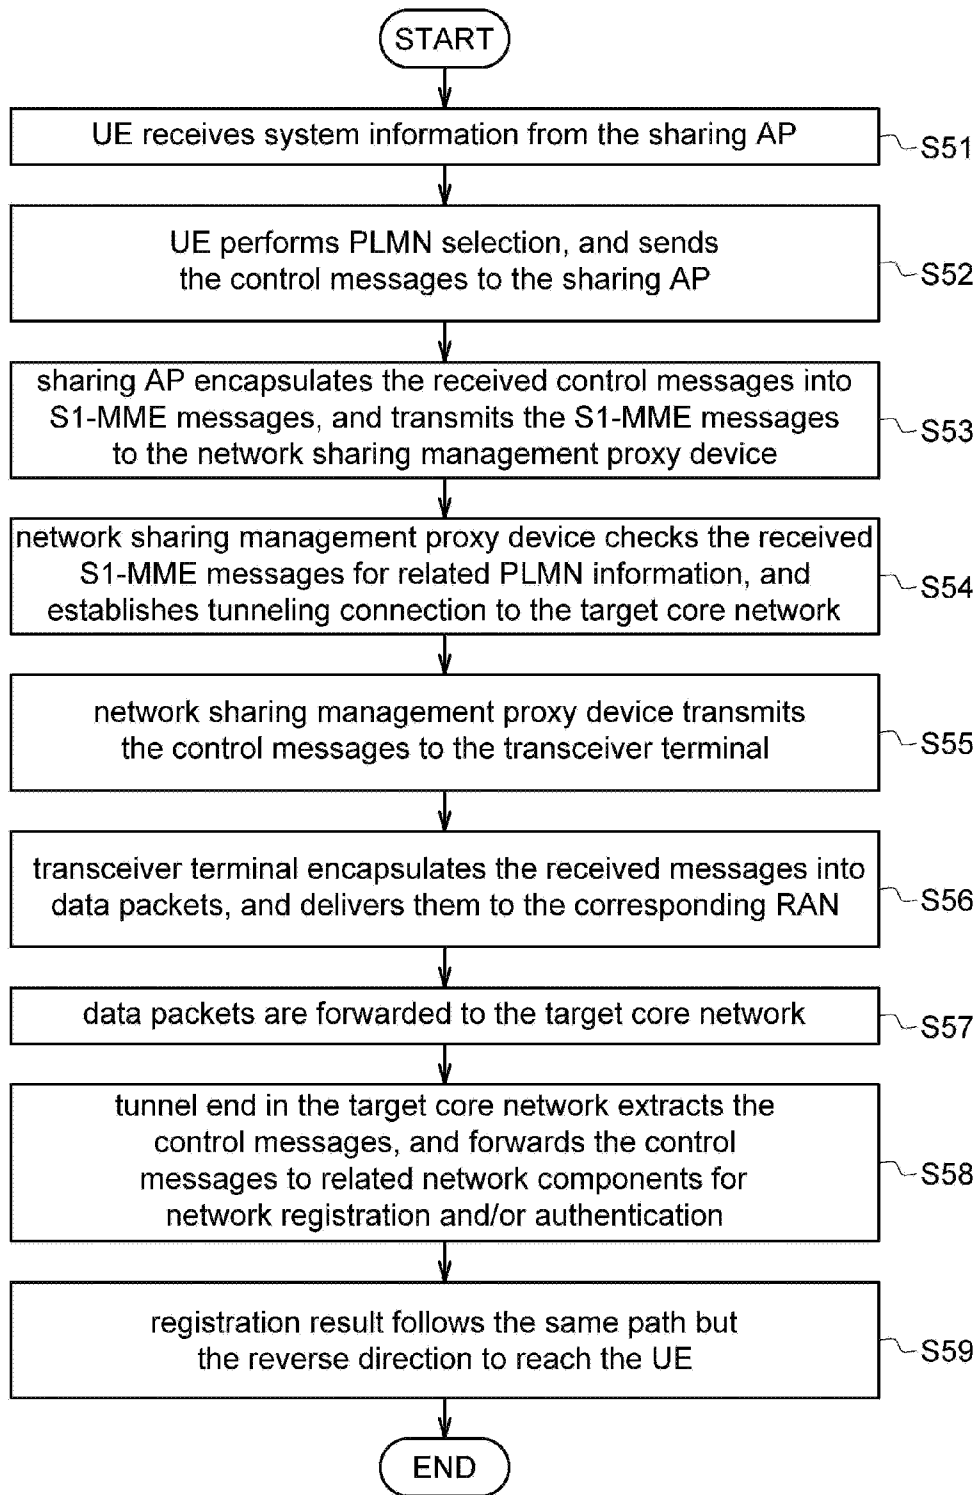 START
UE receives system information from the sharing AP
S51
UE performs PLMN selection, and sends
the control messages to the sharing AP
S52
sharing AP encapsulates the received control messages into
S1-MME messages, and transmits the S1-MME messages
to the network sharing management proxy device
S53
network sharing management proxy device checks the received
S1-MME messages for related PLMN information, and
establishes tunneling connection to the target core network
S54
network sharing management proxy device transmits
the control messages to the transceiver terminal
S55
transceiver terminal encapsulates the received messages into
data packets, and delivers them to the corresponding RAN
S56
data packets are forwarded to the target core network
S57
tunnel end in the target core network extracts the
control messages, and forwards the control
messages to related network components for
network registration and/or authentication
S58
registration result follows the same path but
the reverse direction to reach the UE
S59
END